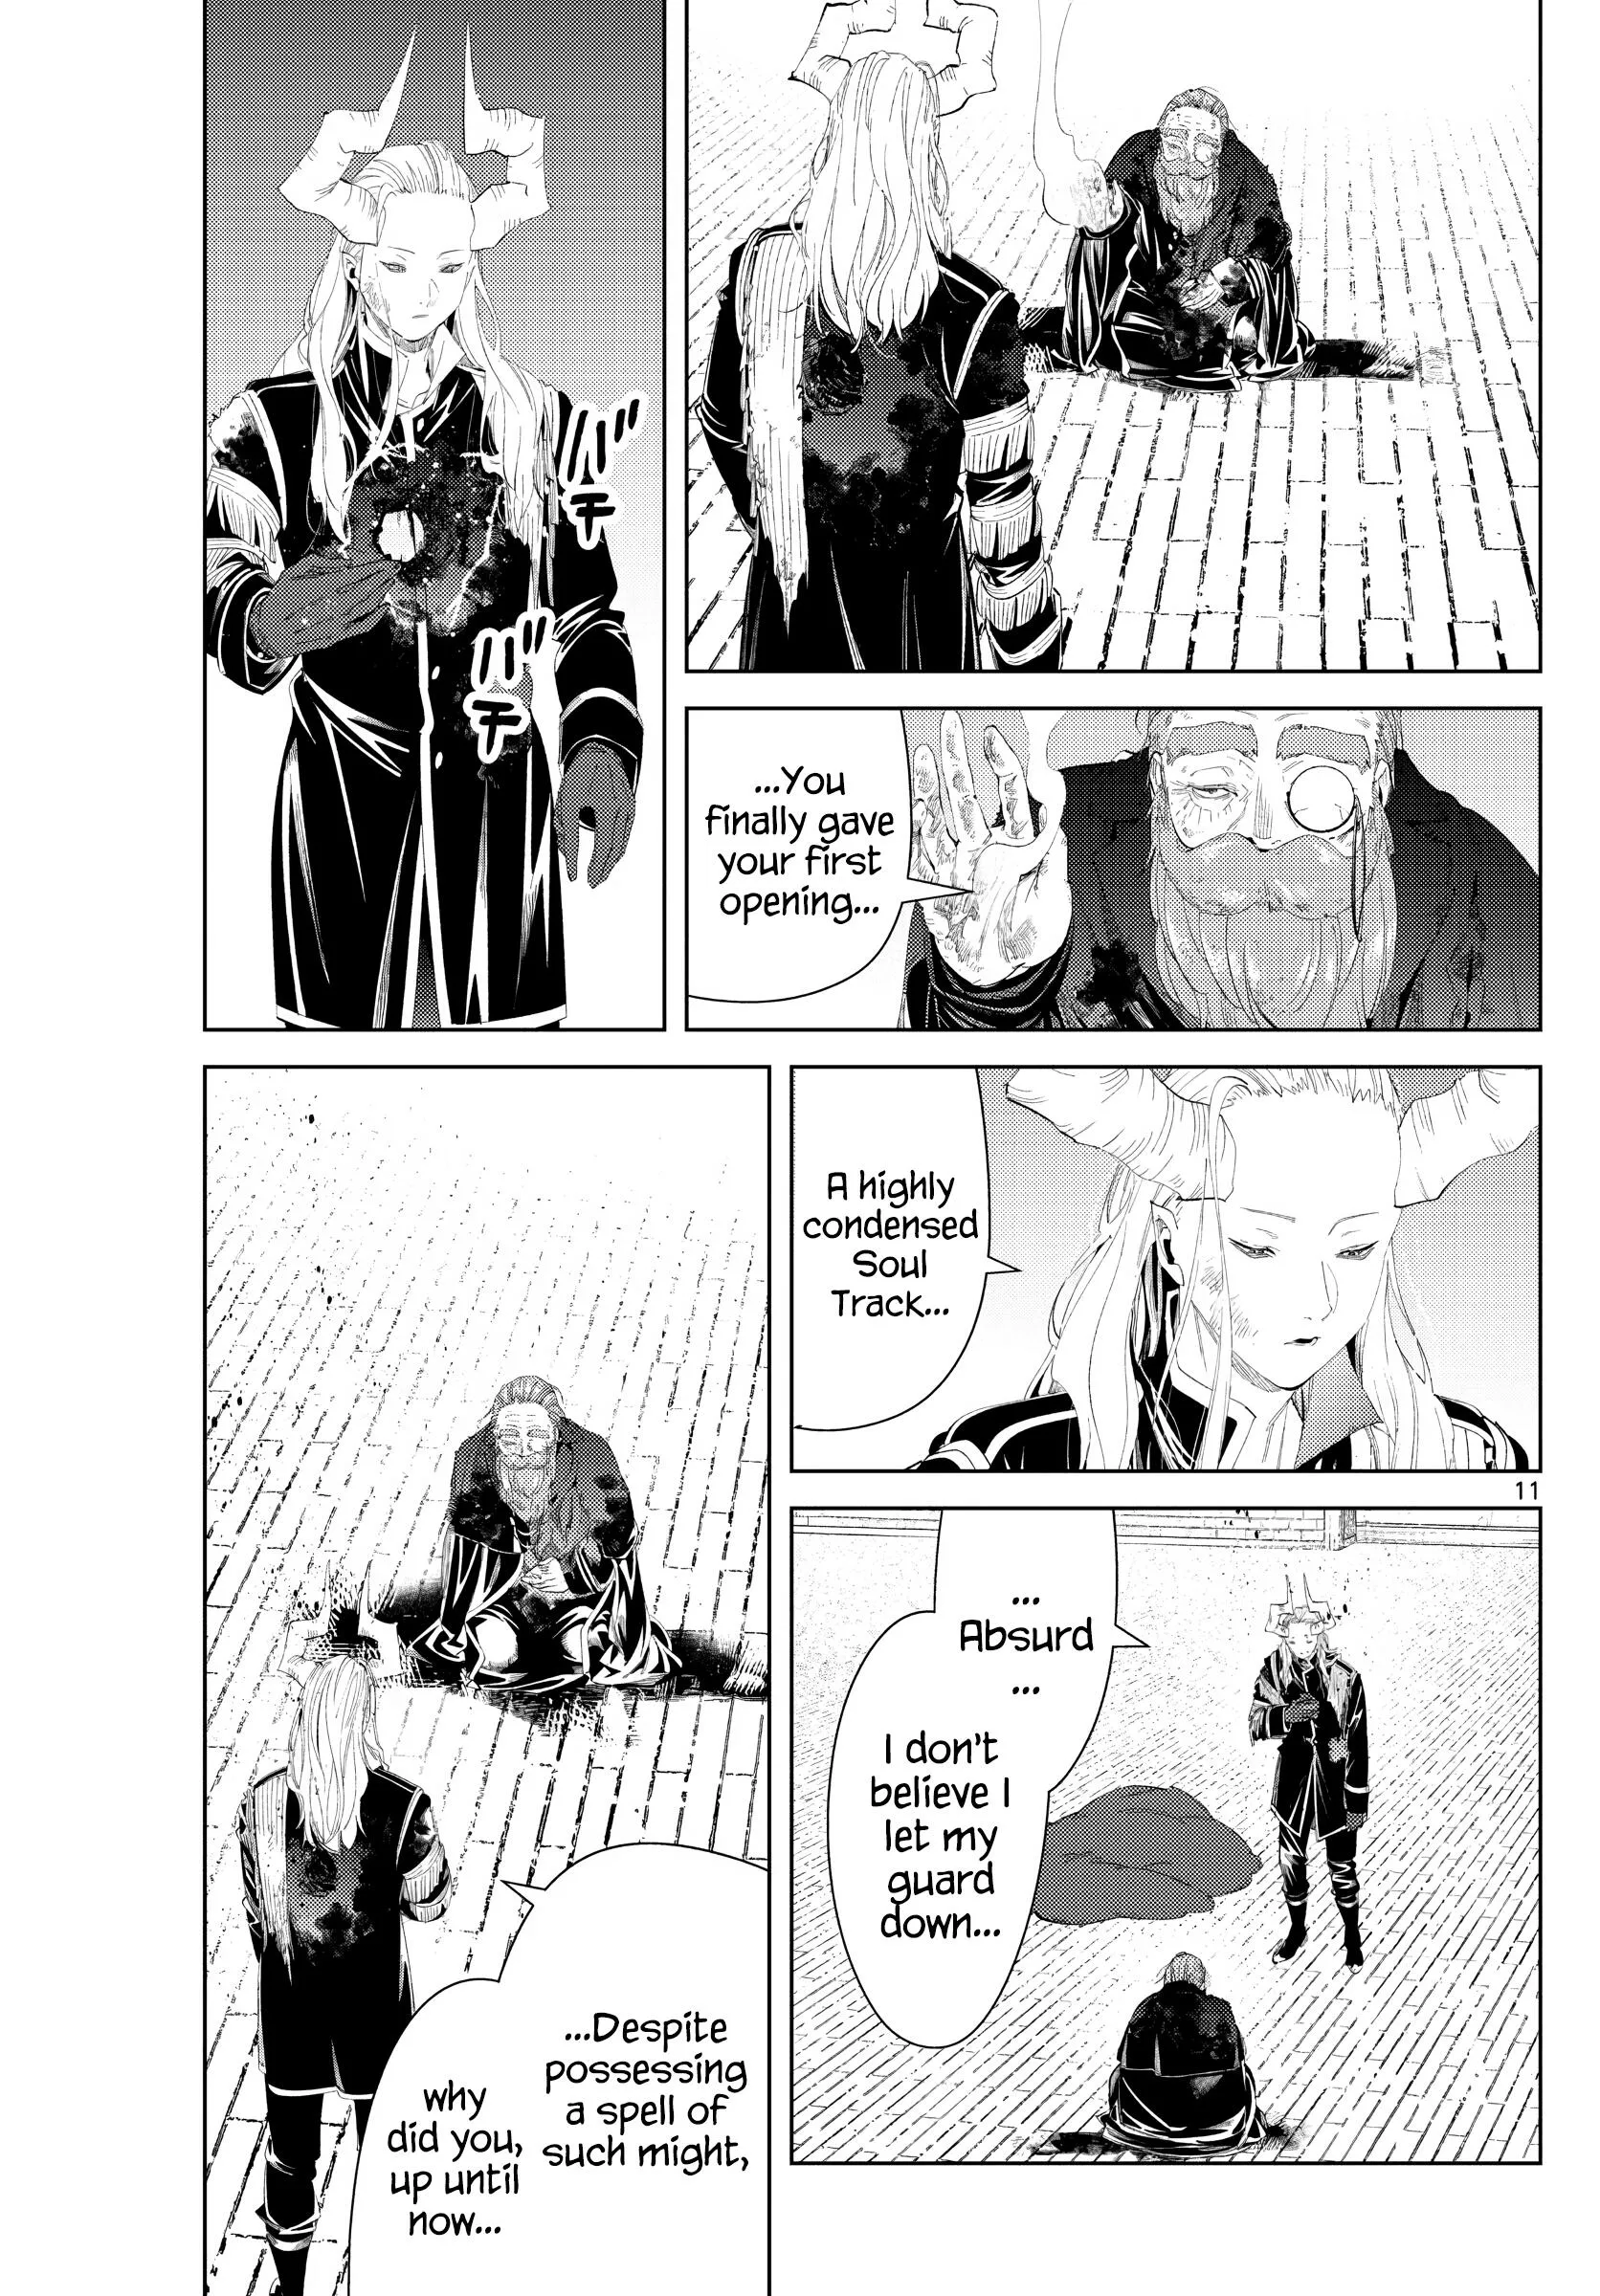 ...You
finally gave
your first
opening...
バ
チ
バ
チ
A highly
condensed
Soul
Track...
11
...
Absurd
...
I don't
believe I
let my
guard
down...
...Despite
possessing
a spell of
such might,
why
did you,
up until
now...